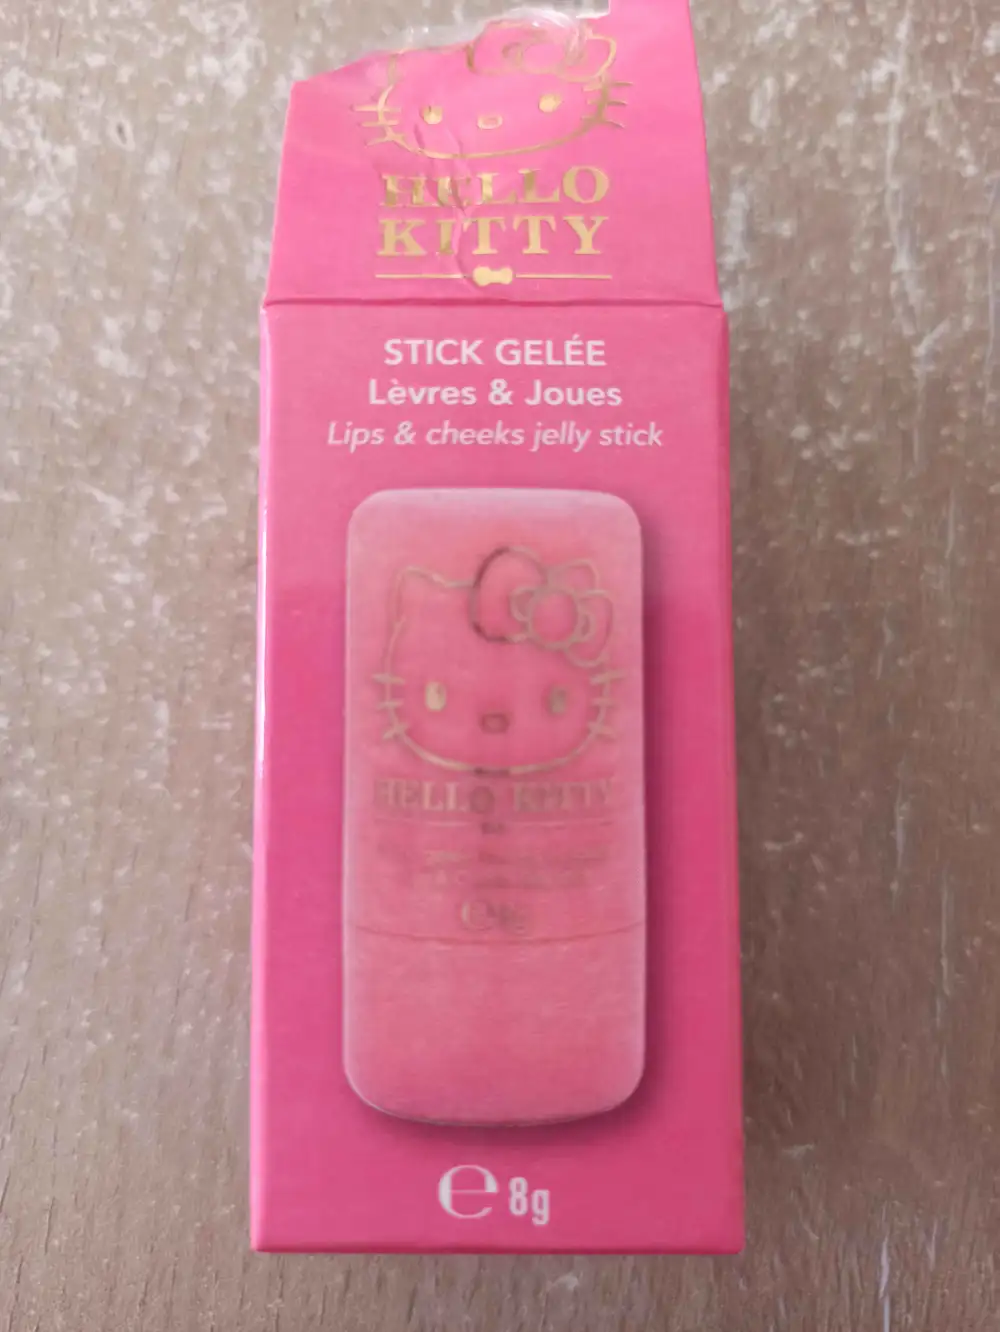 HELLO
KITTY
STICK GELÉE
Lèvres & Joues
Lips & cheeks jelly stick
HELLO KITTY
℮ 8g